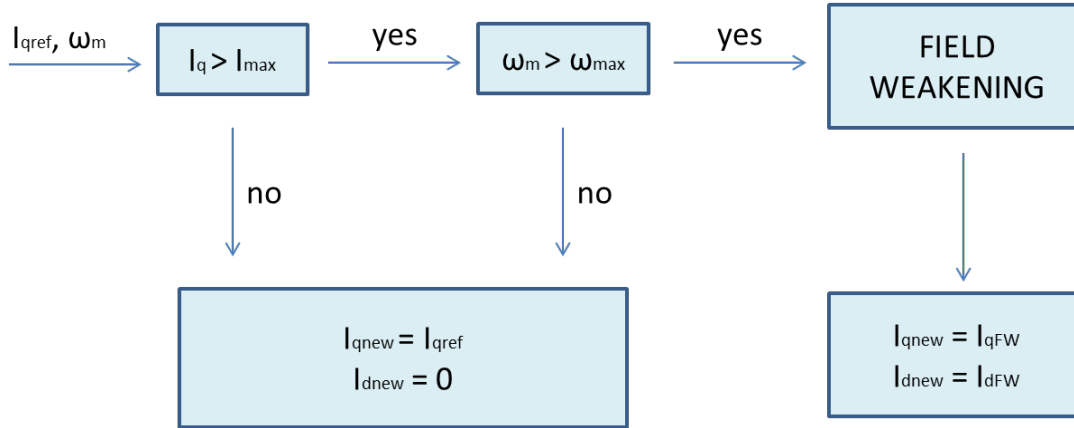 Iqref, ωm
Iq > Imax
yes
ωm > ωmax
yes
FIELD
WEAKENING
no
no
Iqnew = Iqref
Idnew = 0
Iqnew = IqFW
Idnew = IdFW